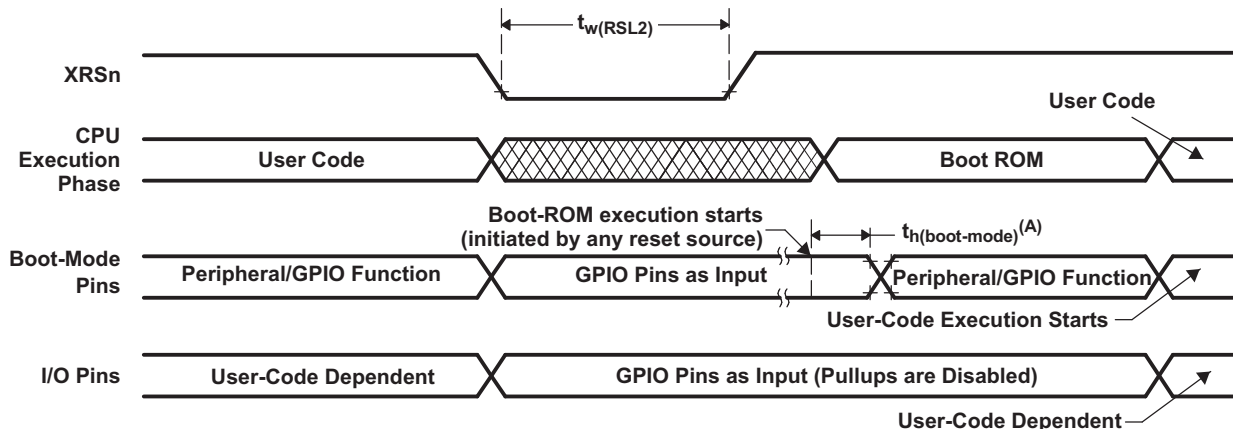 tw(RSL2)
XRSn
User Code
CPU
Execution
Phase
User Code
Boot ROM
Boot-ROM execution starts
(initiated by any reset source)
th(boot-mode)(A)
Boot-Mode
Pins
Peripheral/GPIO Function
GPIO Pins as Input
Peripheral/GPIO Function
User-Code Execution Starts
I/O Pins
User-Code Dependent
GPIO Pins as Input (Pullups are Disabled)
User-Code Dependent